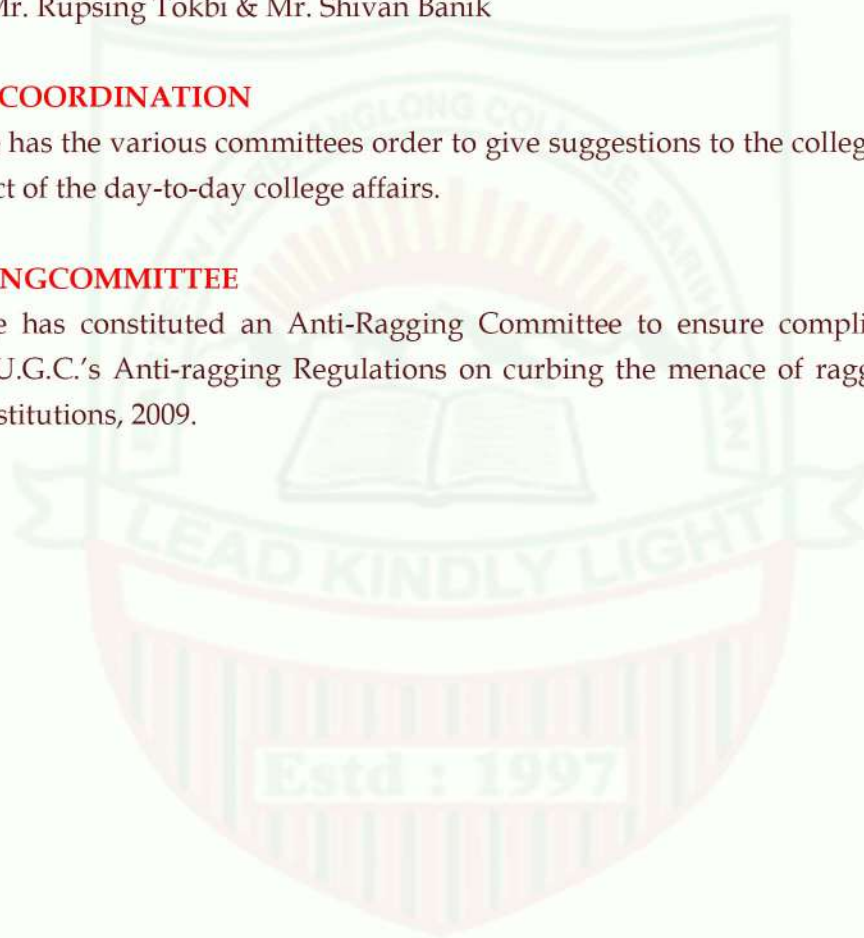 Mr. Rupsing Tokbi & Mr. Shivan Banik
COORDINATION
has the various committees order to give suggestions to the colleg
ct of the day-to-day college affairs.
NGCOMMITTEE
e has constituted an Anti-Ragging Committee to ensure compli
U.G.C.'s Anti-ragging Regulations on curbing the menace of ragg
stitutions, 2009.
LEAD KINDLY LIGHT
Estd : 1997